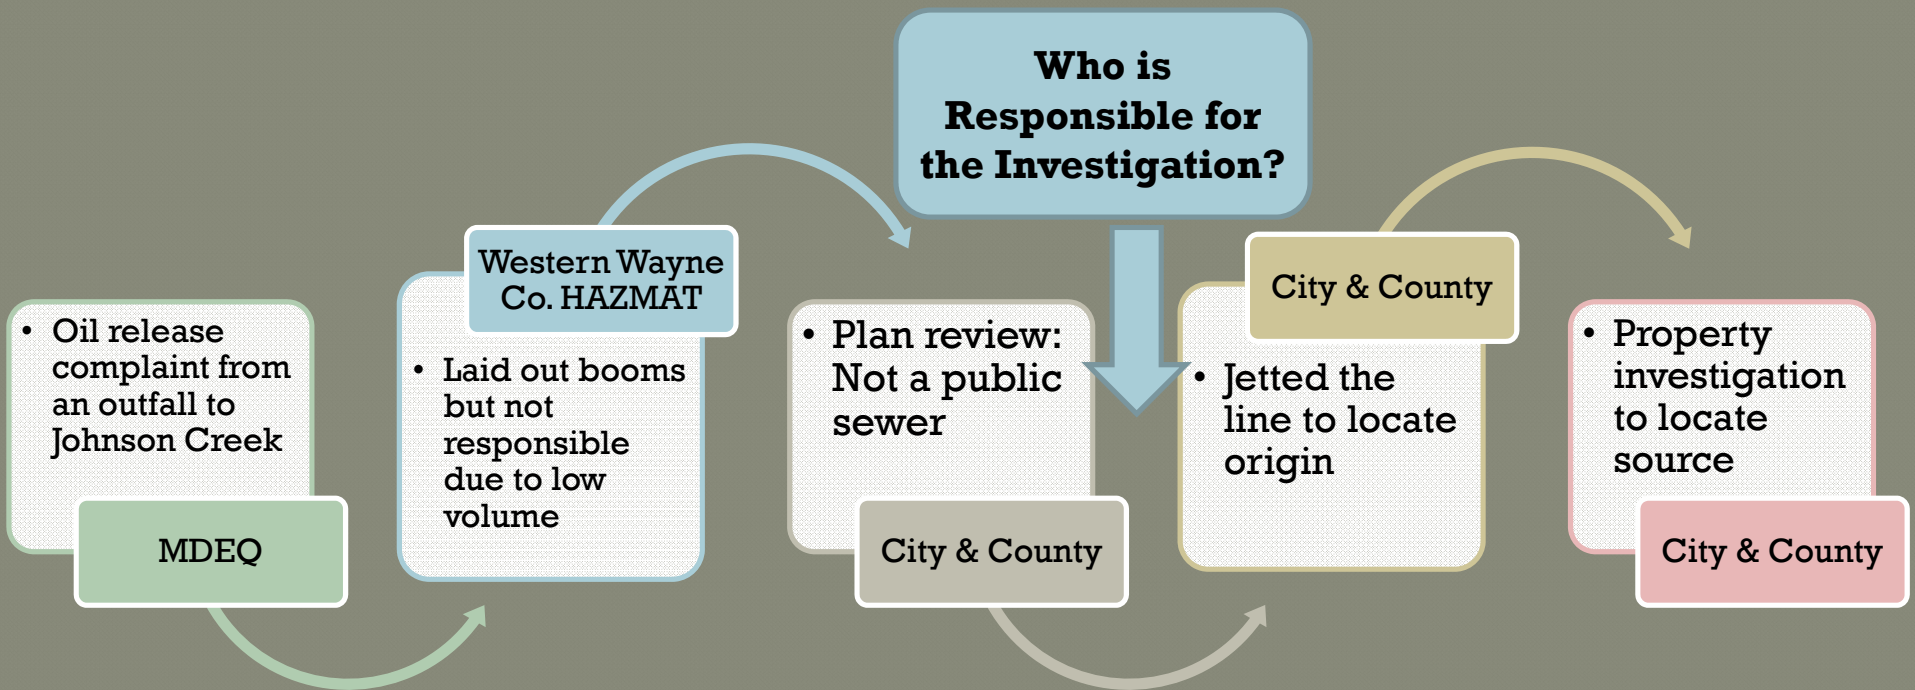 Who is
Responsible for
the Investigation?
• Oil release
complaint from
an outfall to
Johnson Creek
MDEQ
Western Wayne
Co. HAZMAT
• Laid out booms
but not
responsible
due to low
volume
• Plan review:
Not a public
sewer
City & County
City & County
• Jetted the
line to locate
origin
• Property
investigation
to locate
source
City & County